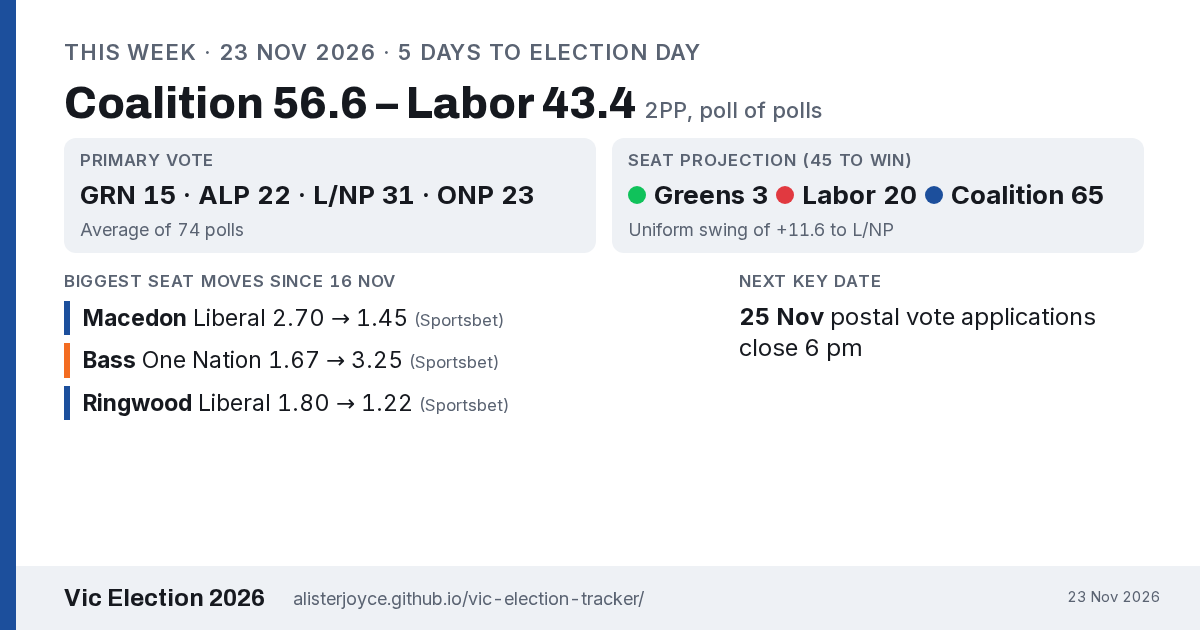 THIS WEEK · 23 NOV 2026 · 5 DAYS TO ELECTION DAY
Coalition 56.6 – Labor 43.4 2PP, poll of polls
PRIMARY VOTE
GRN 15 · ALP 22 · L/NP 31 · ONP 23
Average of 74 polls
SEAT PROJECTION (45 TO WIN)
Greens 3 Labor 20 Coalition 65
Uniform swing of +11.6 to L/NP
BIGGEST SEAT MOVES SINCE 16 NOV
Macedon Liberal 2.70 → 1.45 (Sportsbet)
Bass One Nation 1.67 → 3.25 (Sportsbet)
Ringwood Liberal 1.80 → 1.22 (Sportsbet)
NEXT KEY DATE
25 Nov postal vote applications
close 6 pm
Vic Election 2026 alisterjoyce.github.io/vic-election-tracker/ 23 Nov 2026